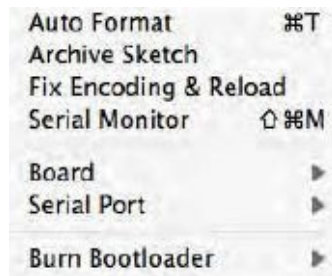 Auto Format ⌘T
Archive Sketch
Fix Encoding & Reload
Serial Monitor ⇧⌘M
Board ▶
Serial Port ▶
Burn Bootloader ▶